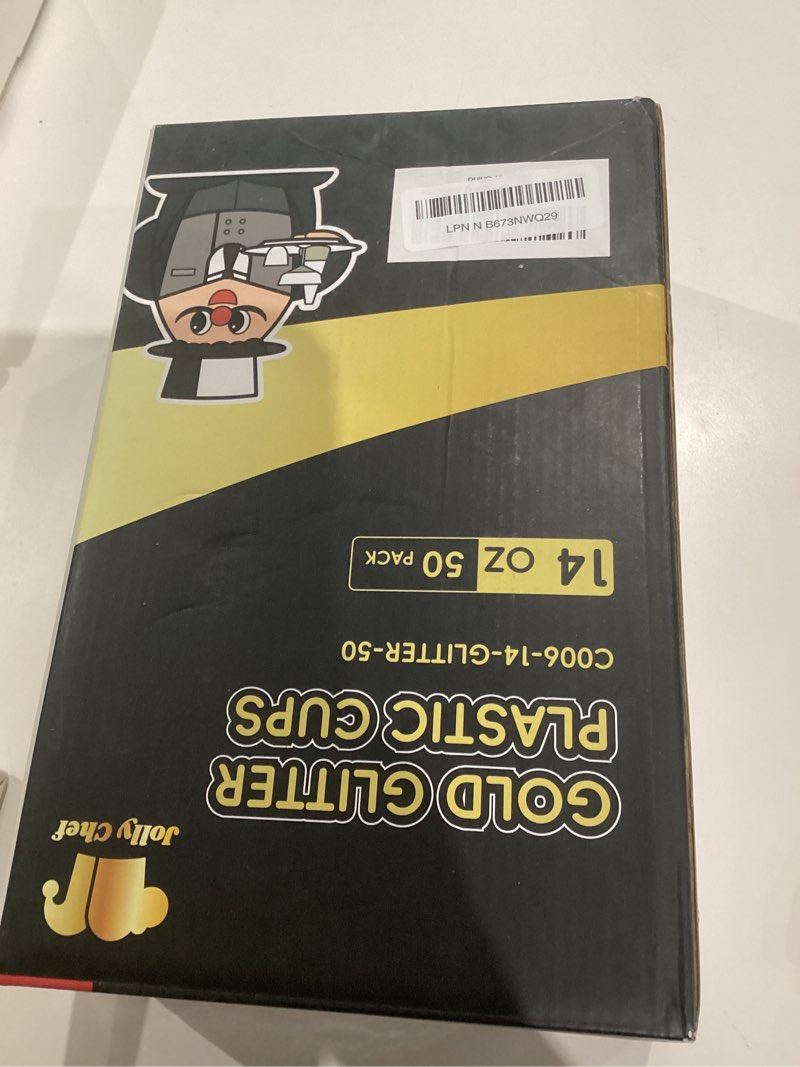 Jolly Chef
GOLD GLITTER
PLASTIC CUPS
C006-14-GLITTER-50
14 OZ 50 PACK
LPN N B673NWQ29